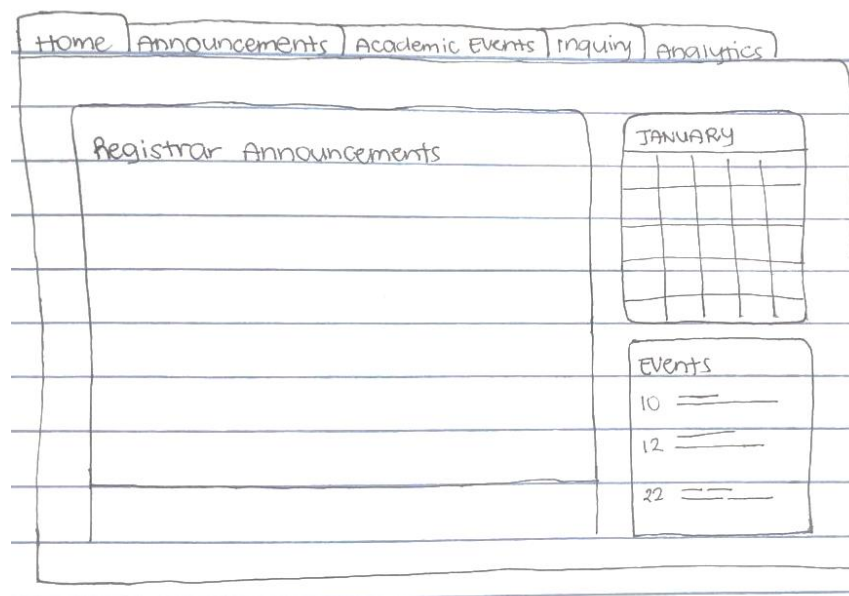 Home Announcements Academic Events Inquiry Analytics
Registrar Announcements
JANUARY
Events
10
12
22